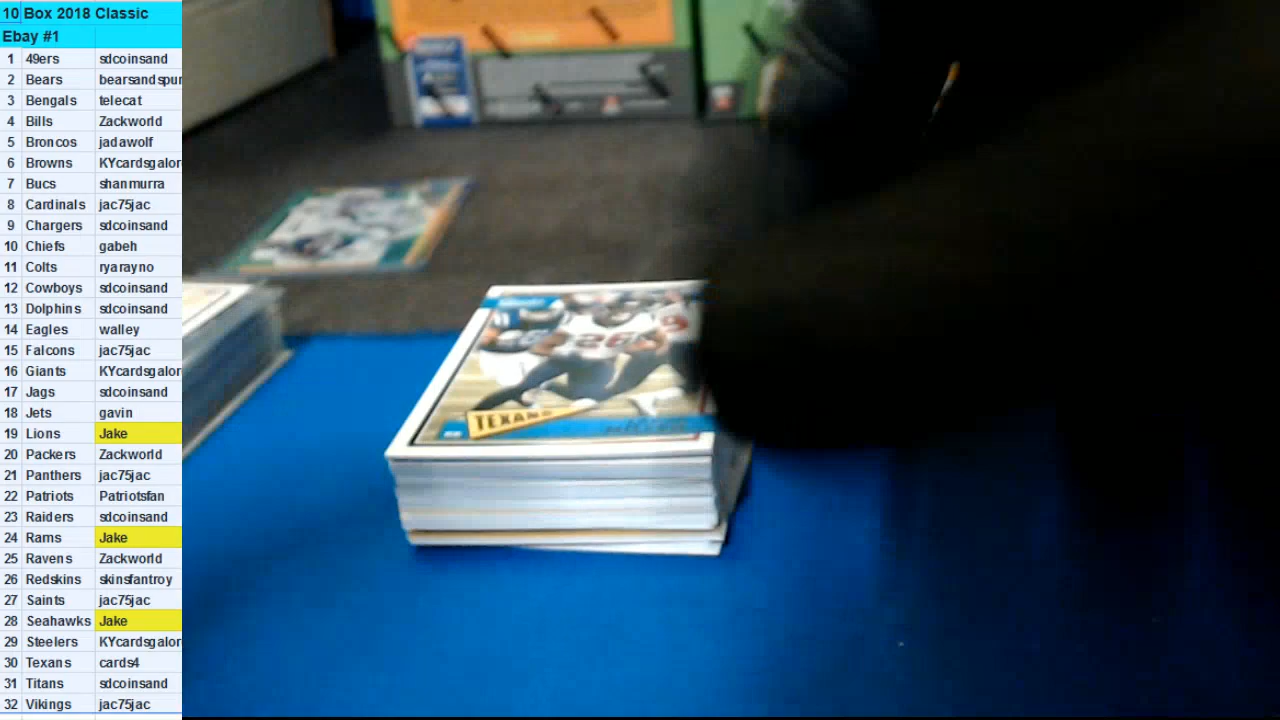 10 Box 2018 Classic
Ebay #1
1 49ers sdcoinsand
2 Bears bearsandspur
3 Bengals telecat
4 Bills Zackworld
5 Broncos jadawolf
6 Browns KYcardsgalor
7 Bucs shanmurra
8 Cardinals jac75jac
9 Chargers sdcoinsand
10 Chiefs gabeh
11 Colts ryarayno
12 Cowboys sdcoinsand
13 Dolphins sdcoinsand
14 Eagles walley
15 Falcons jac75jac
16 Giants KYcardsgalor
17 Jags sdcoinsand
18 Jets gavin
19 Lions Jake
20 Packers Zackworld
21 Panthers jac75jac
22 Patriots Patriotsfan
23 Raiders sdcoinsand
24 Rams Jake
25 Ravens Zackworld
26 Redskins skinsfantroy
27 Saints jac75jac
28 Seahawks Jake
29 Steelers KYcardsgalor
30 Texans cards4
31 Titans sdcoinsand
32 Vikings jac75jac
26
TEXANS